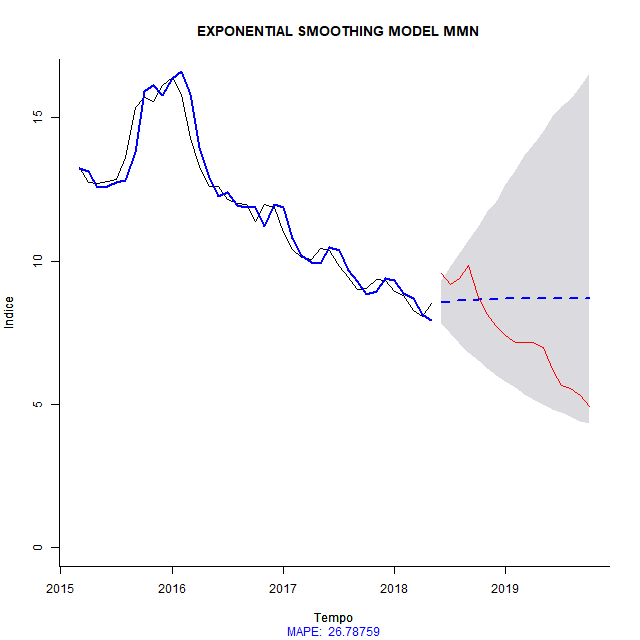 EXPONENTIAL SMOOTHING MODEL MMN
15
10
5
0
Indice
2015 2016 2017 2018 2019
Tempo
MAPE: 26.78759